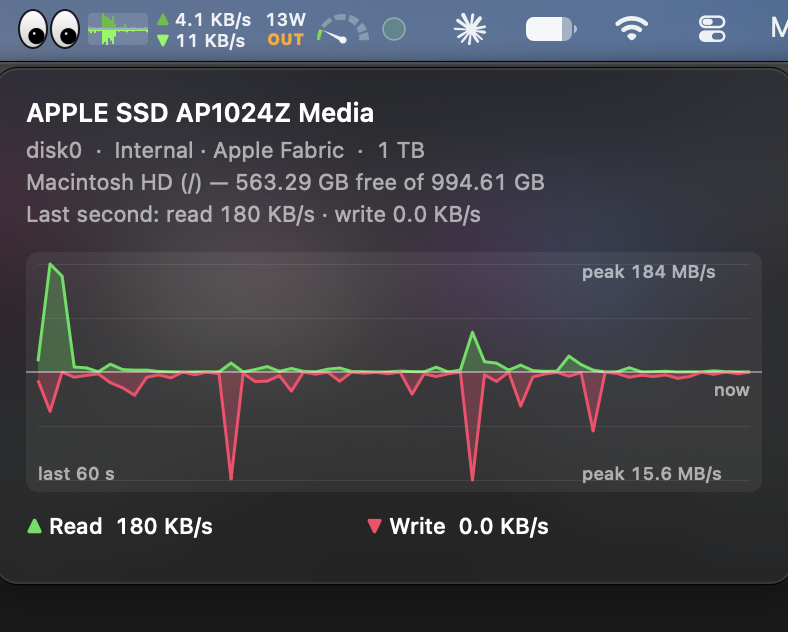 4.1 KB/s
11 KB/s
13W
OUT
M
APPLE SSD AP1024Z Media
disk0 · Internal · Apple Fabric · 1 TB
Macintosh HD (/) — 563.29 GB free of 994.61 GB
Last second: read 180 KB/s · write 0.0 KB/s
peak 184 MB/s
now
last 60 s
peak 15.6 MB/s
Read 180 KB/s
Write 0.0 KB/s